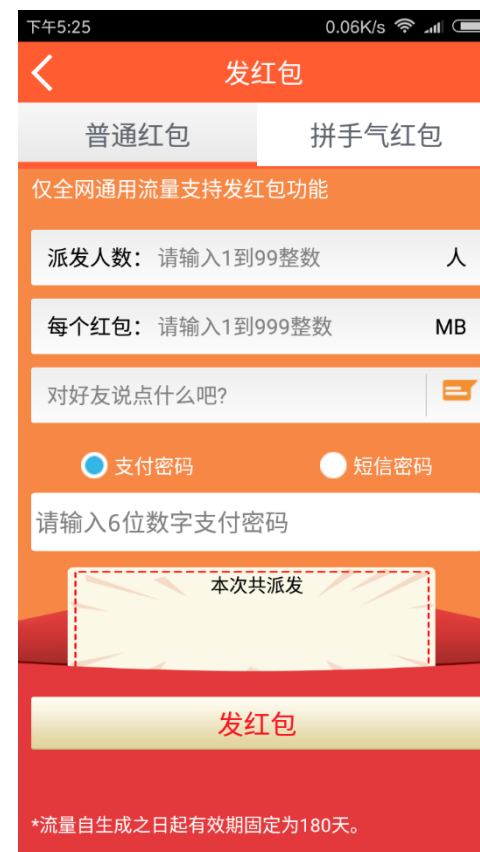 下午5:25 0.06K/s
发红包
普通红包 拼手气红包
仅全网通用流量支持发红包功能
派发人数: 请输入1到99整数 人
每个红包: 请输入1到999整数 MB
对好友说点什么吧?
支付密码 短信密码
请输入6位数字支付密码
本次共派发
发红包
*流量自生成之日起有效期固定为180天。